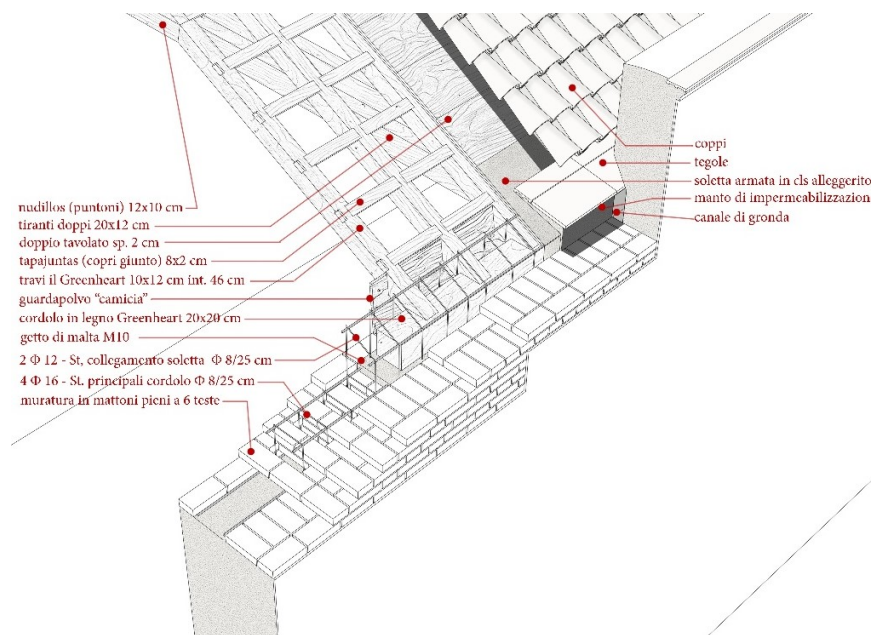 coppi
tegole
soletta armata in cls alleggerito
manto di impermeabilizzazion
canale di gronda
nudillos (puntoni) 12x10 cm
tiranti doppi 20x12 cm
doppio tavolato sp. 2 cm
tapajuntas (copri giunto) 8x2 cm
travi il Greenheart 10x12 cm int. 46 cm
guardapolvo “camicia”
cordolo in legno Greenheart 20x20 cm
getto di malta M10
2 Φ 12 - St, collegamento soletta Φ 8/25 cm
4 Φ 16 - St. principali cordolo Φ 8/25 cm
muratura in mattoni pieni a 6 teste